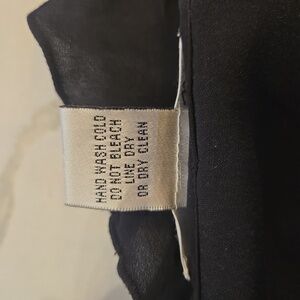 HAND WASH COLD
DO NOT BLEACH
LINE DRY
OR DRY CLEAN